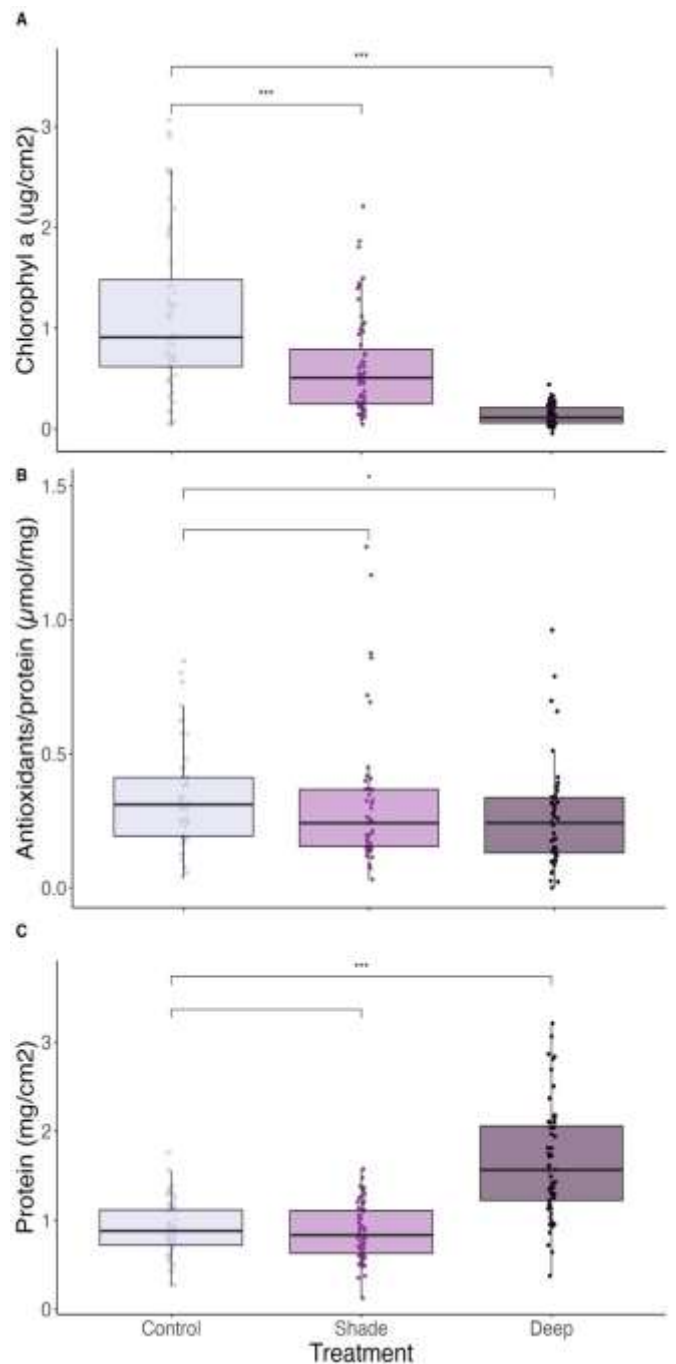 A
***
***
Chlorophyl a (ug/cm2)
3
2
1
0
B
Antioxidants/protein (µmol/mg)
1.5
1.0
0.5
0.0
C
***
Protein (mg/cm2)
3
2
1
0
Control Shade Deep
Treatment